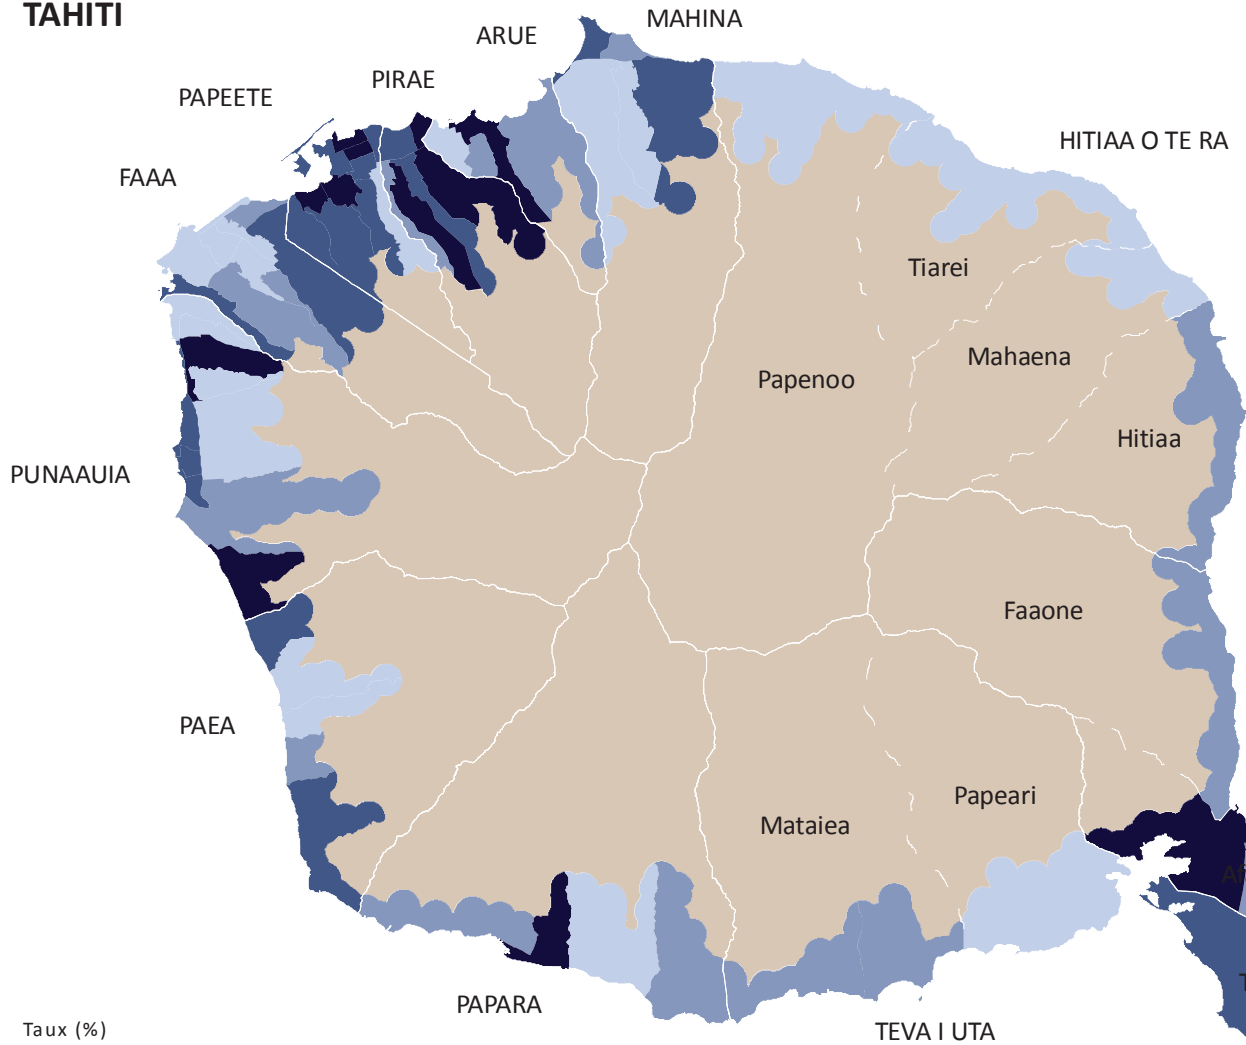 TAHITI
MAHINA
ARUE
PIRAE
PAPEETE
HITIAA O TE RA
FAAA
Tiarei
Mahaena
Papenoo
Hitiaa
PUNAAUIA
Faaone
PAEA
Papeari
Mataiea
PAPARA
Taux (%)
TEVA I UTA